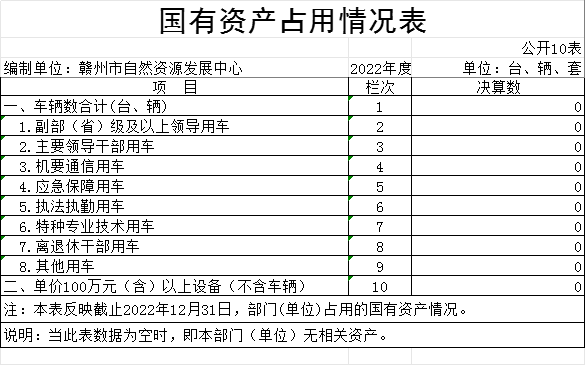 国有资产占用情况表
公开10表
编制单位：赣州市自然资源发展中心 2022年度 单位：台、辆、套
项 目 栏次 决算数
一、车辆数合计(台、辆) 1 0
1.副部（省）级及以上领导用车 2 0
2.主要领导干部用车 3 0
3.机要通信用车 4 0
4.应急保障用车 5 0
5.执法执勤用车 6 0
6.特种专业技术用车 7 0
7.离退休干部用车 8 0
8.其他用车 9 0
二、单价100万元（含）以上设备（不含车辆） 10 0
注：本表反映截止2022年12月31日，部门(单位)占用的国有资产情况。
说明：当此表数据为空时，即本部门（单位）无相关资产。